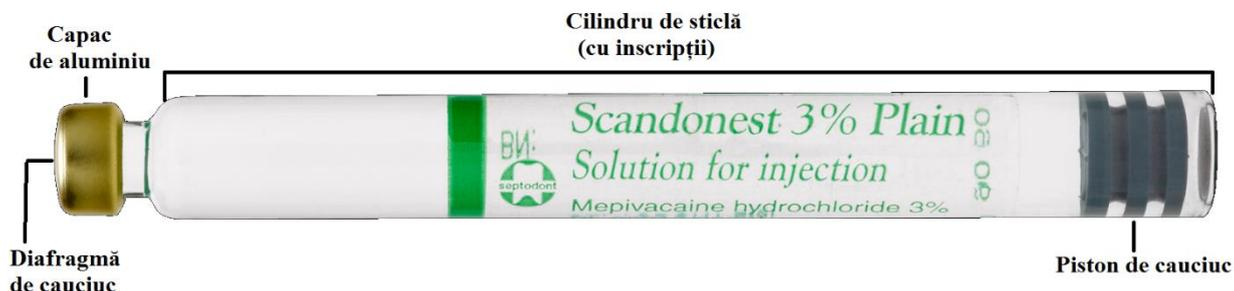 Cilindru de sticlă
(cu inscripții)
Capac
de aluminiu
Scandonest 3% Plain
Solution for injection
Mepivacaine hydrochloride 3%
septodont
Diafragmă
de cauciuc
Piston de cauciuc